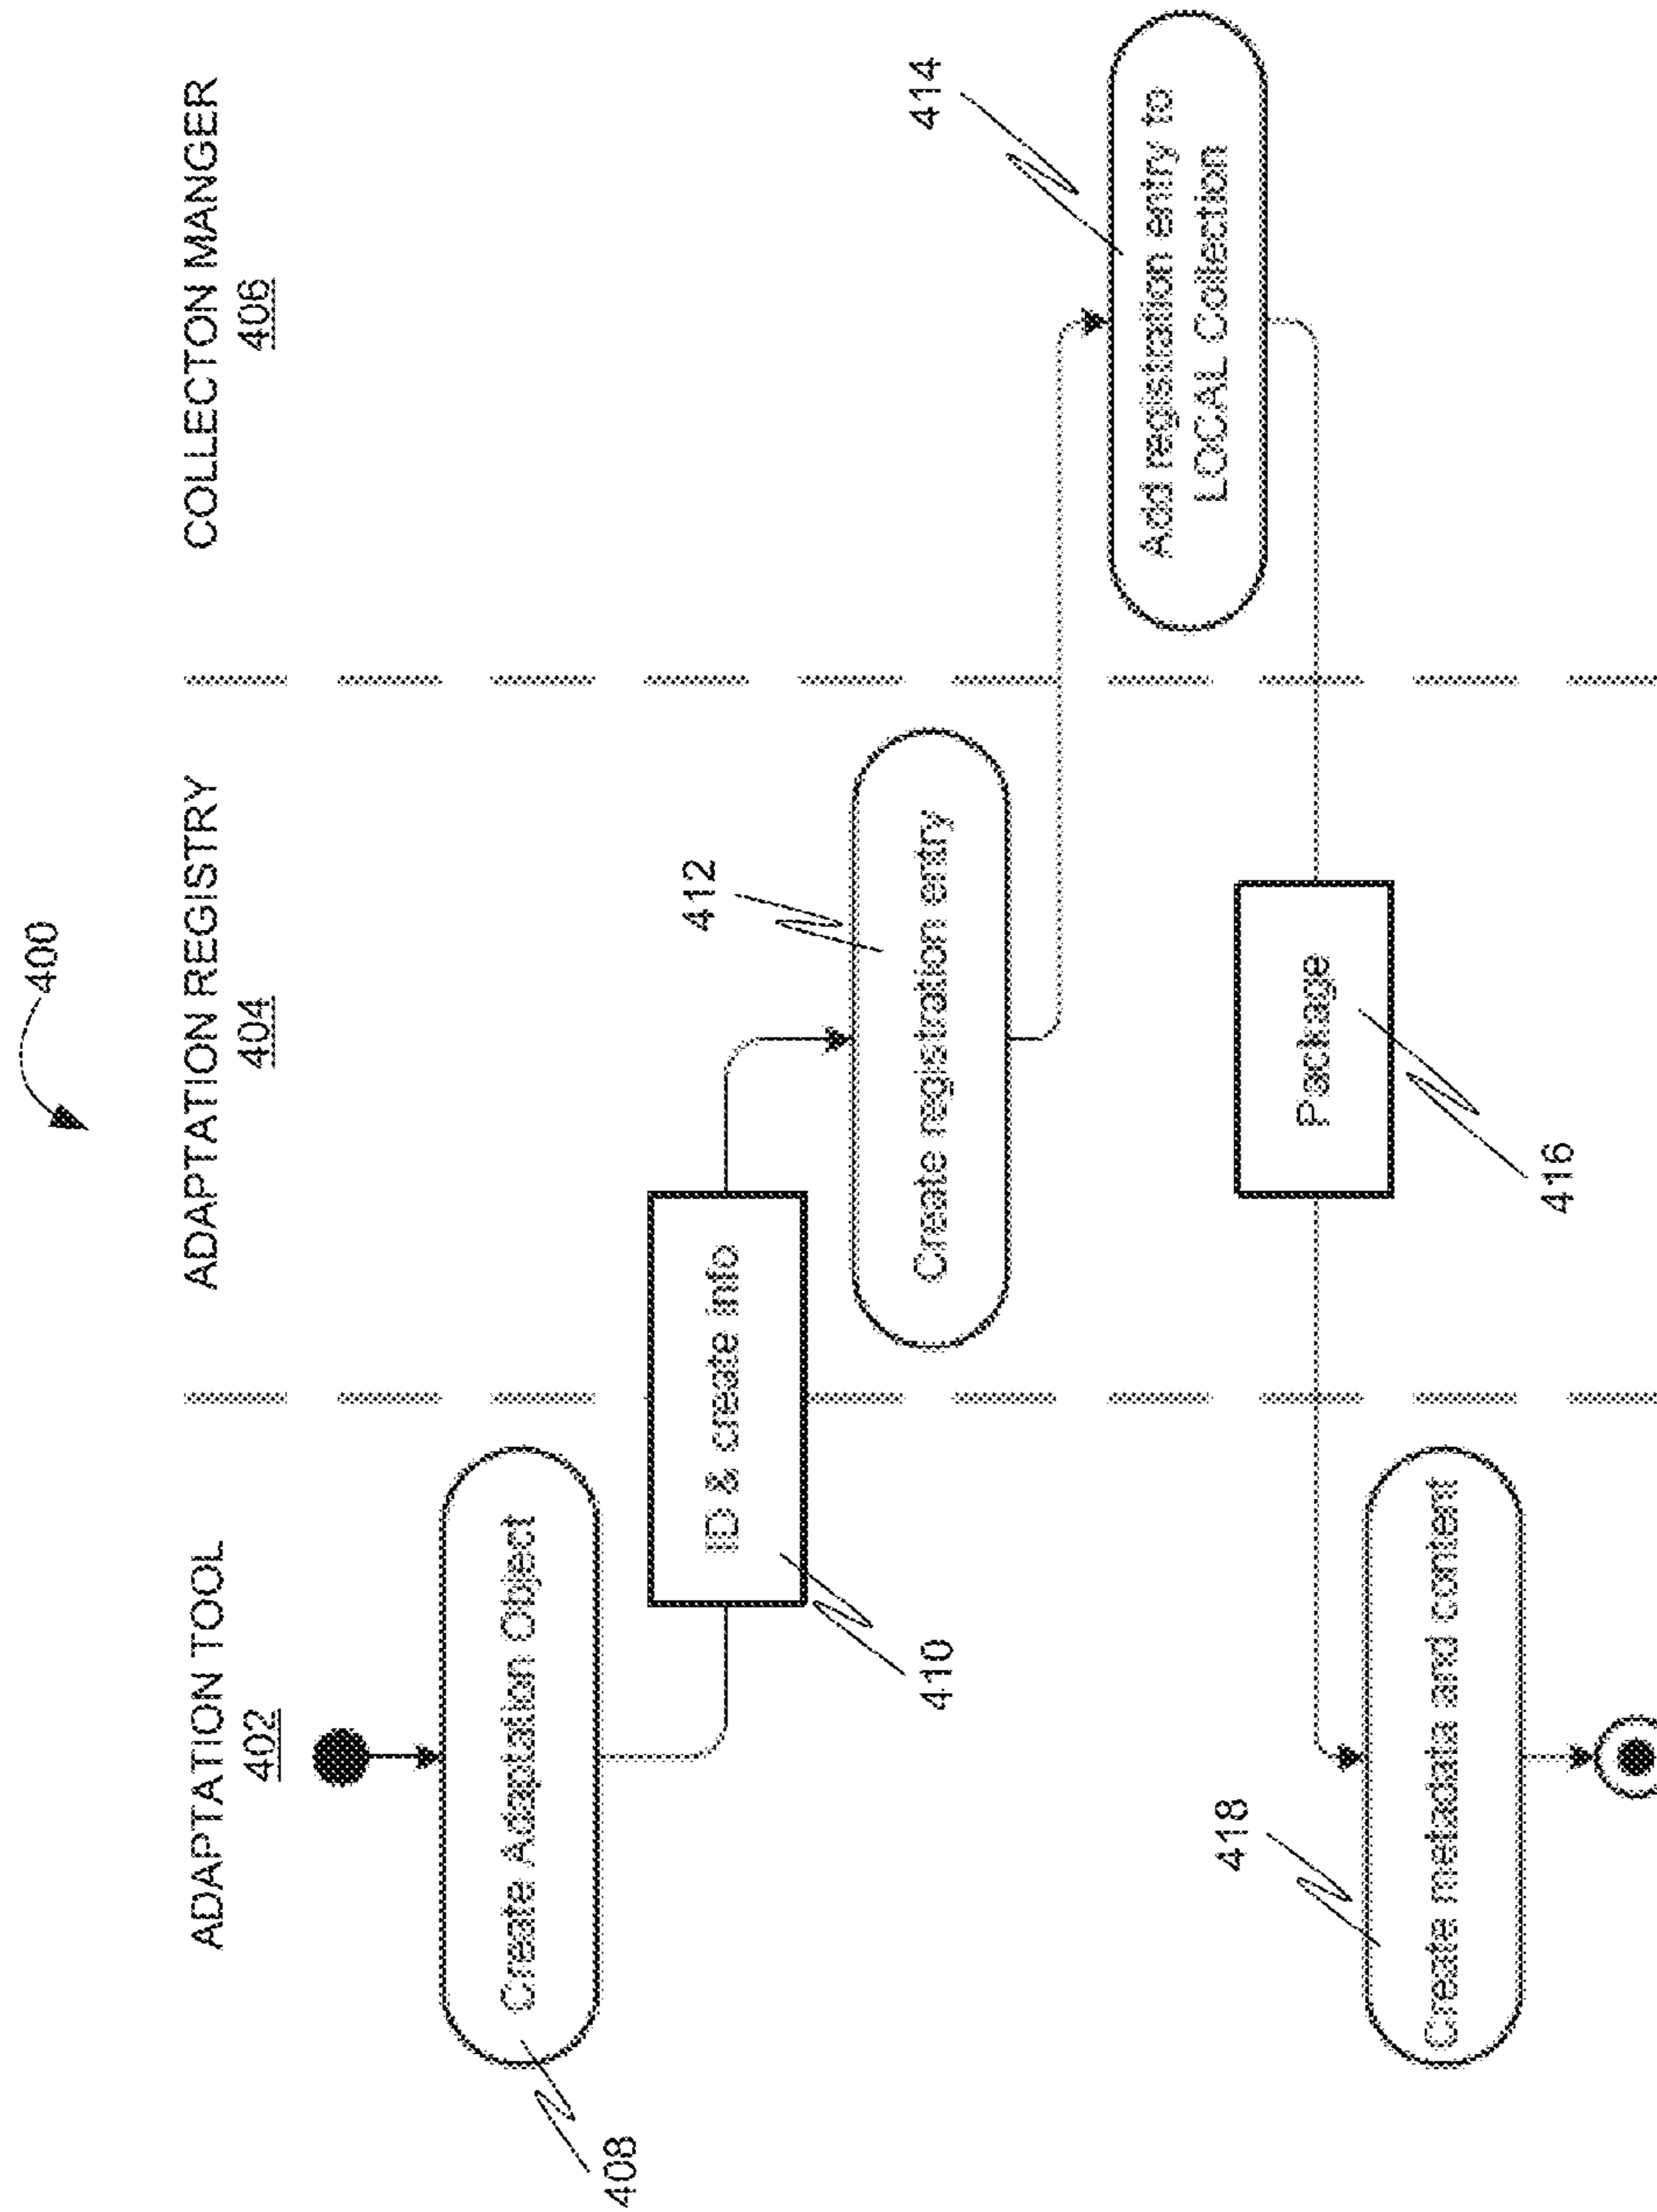 400
ADAPTATION TOOL
402
ADAPTATION REGISTRY
404
COLLECTON MANGER
406
Create Adaptation Object
408
ID & create info
410
Create registration entry
412
Add registration entry to
LOCAL Collection
414
Package
416
Create metadata and content
418